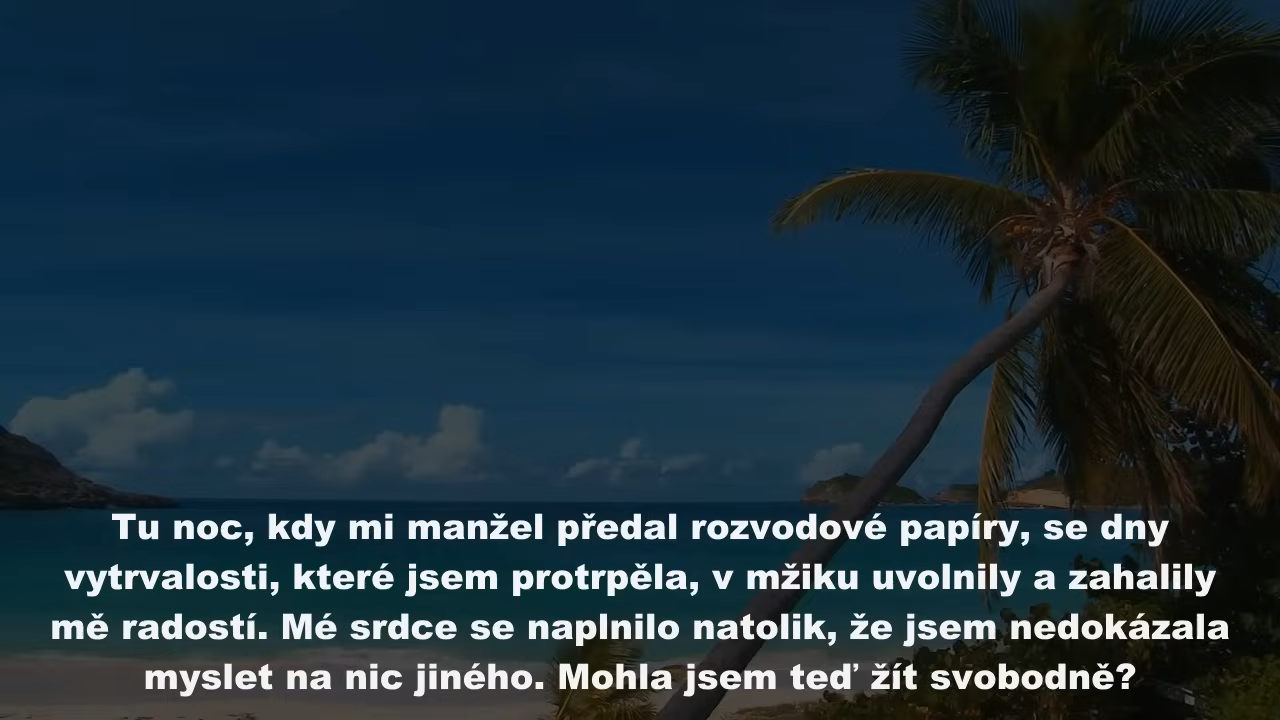 Tu noc, kdy mi manžel předal rozvodové papíry, se dny
vytrvalosti, které jsem protrpěla, v mžiku uvolnily a zahalily
mě radostí. Mé srdce se naplnilo natolik, že jsem nedokázala
myslet na nic jiného. Mohla jsem teď žít svobodně?